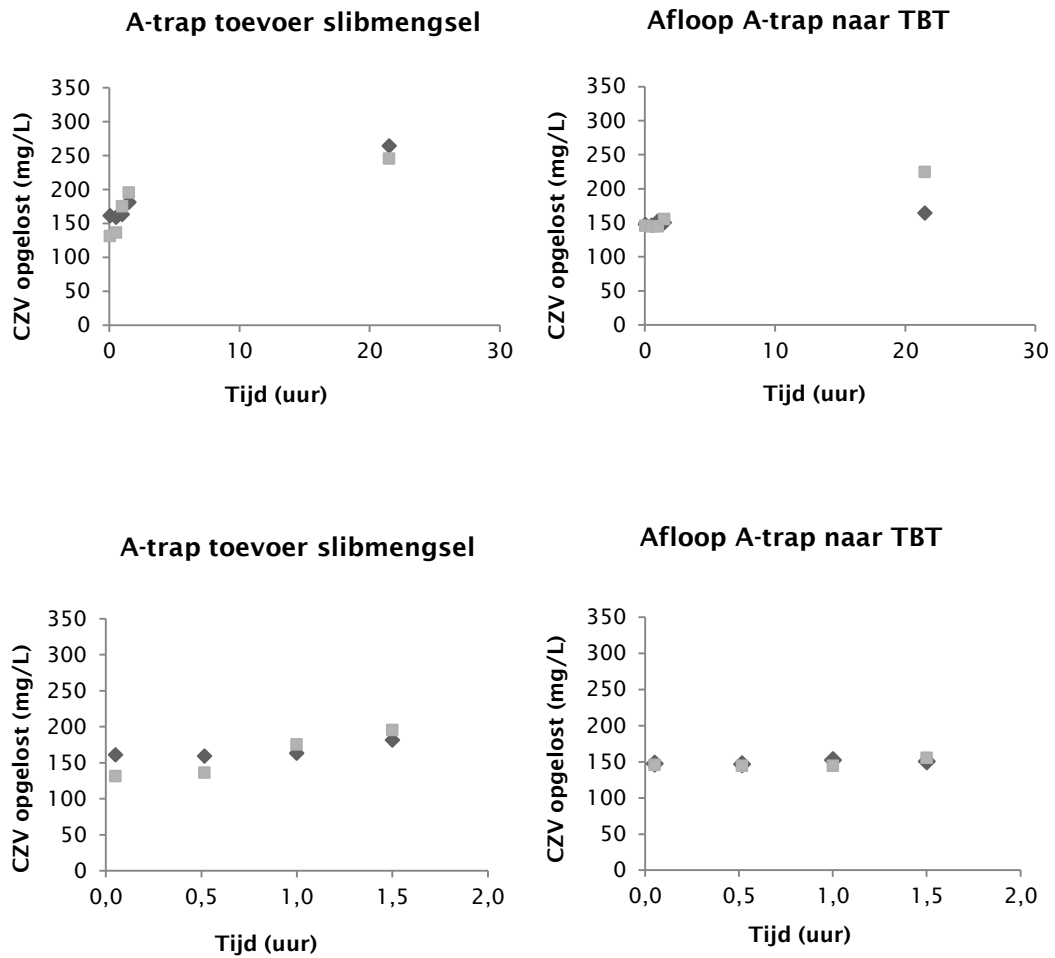 A-trap toevoer slibmengsel
CZV opgelost (mg/L)
350
300
250
200
150
100
50
0
0 10 20 30
Tijd (uur)
Afloop A-trap naar TBT
CZV opgelost (mg/L)
350
300
250
200
150
100
50
0
0 10 20 30
Tijd (uur)
A-trap toevoer slibmengsel
CZV opgelost (mg/L)
350
300
250
200
150
100
50
0
0,0 0,5 1,0 1,5 2,0
Tijd (uur)
Afloop A-trap naar TBT
CZV opgelost (mg/L)
350
300
250
200
150
100
50
0
0,0 0,5 1,0 1,5 2,0
Tijd (uur)